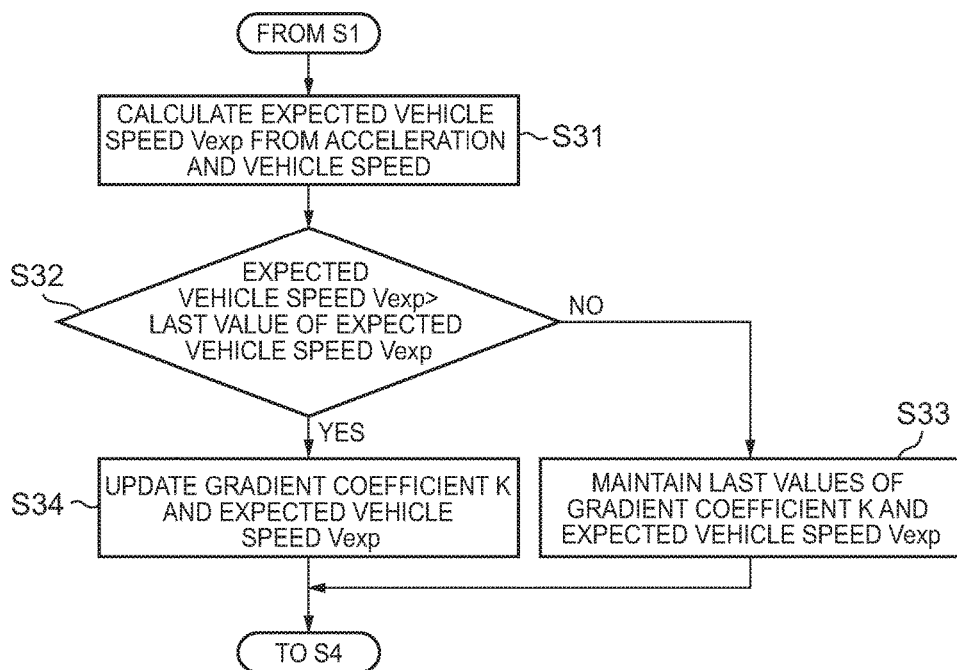 FROM S1
CALCULATE EXPECTED VEHICLE
SPEED Vexp FROM ACCELERATION
AND VEHICLE SPEED
S31
S32
EXPECTED
VEHICLE SPEED Vexp>
LAST VALUE OF EXPECTED
VEHICLE SPEED Vexp
NO
YES
S33
S34
UPDATE GRADIENT COEFFICIENT K
AND EXPECTED VEHICLE
SPEED Vexp
MAINTAIN LAST VALUES OF
GRADIENT COEFFICIENT K AND
EXPECTED VEHICLE SPEED Vexp
TO S4